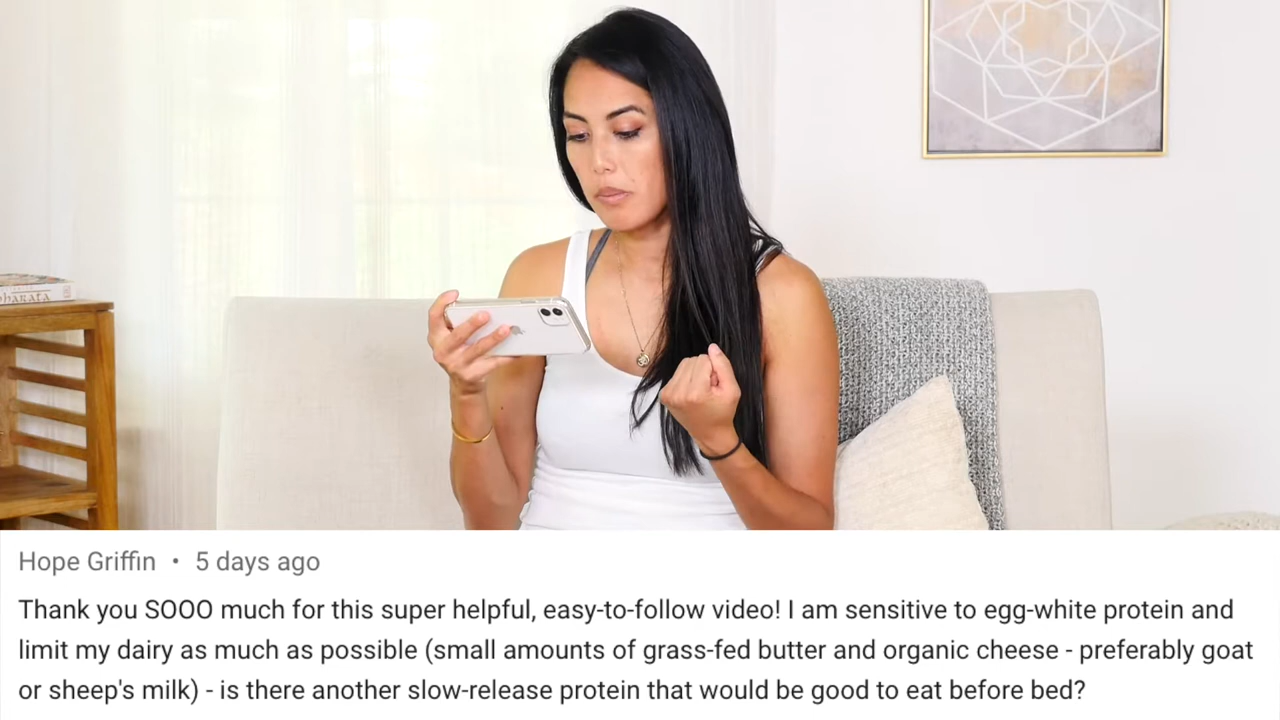 Hope Griffin • 5 days ago
Thank you SOOO much for this super helpful, easy-to-follow video! I am sensitive to egg-white protein and
limit my dairy as much as possible (small amounts of grass-fed butter and organic cheese - preferably goat
or sheep's milk) - is there another slow-release protein that would be good to eat before bed?